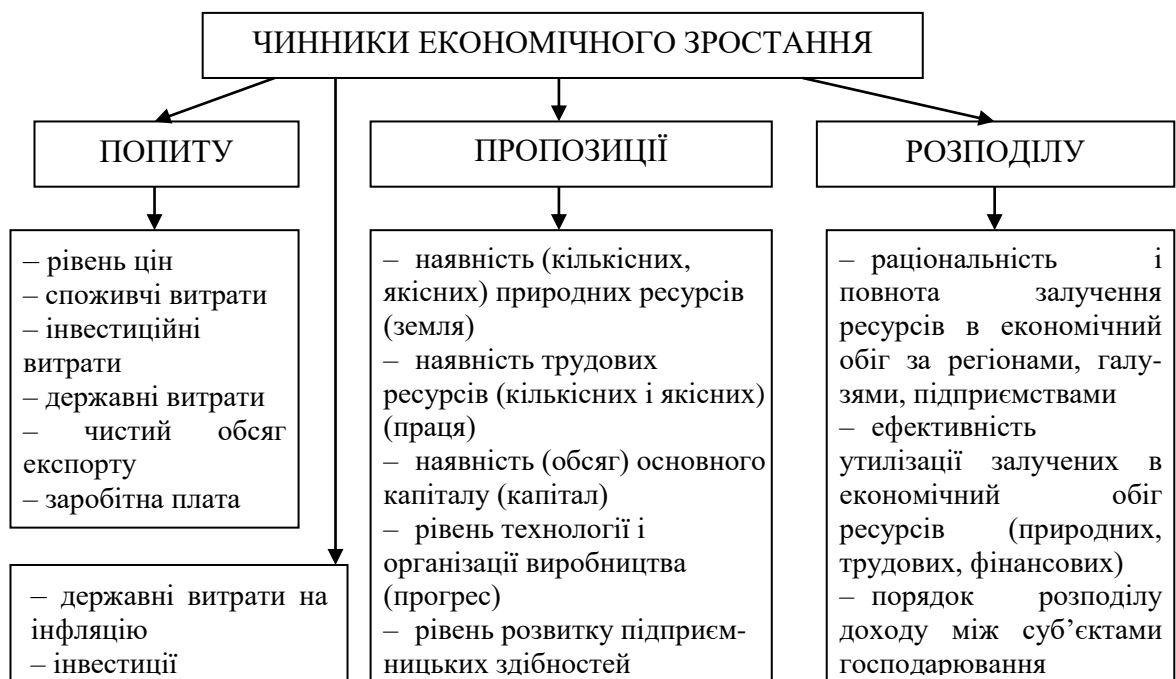 ЧИННИКИ ЕКОНОМІЧНОГО ЗРОСТАННЯ
ПОПИТУ
ПРОПОЗИЦІЇ
РОЗПОДІЛУ
– рівень цін
– споживчі витрати
– інвестиційні
витрати
– державні витрати
– чистий обсяг
експорту
– заробітна плата
– державні витрати на
інфляцію
– інвестиції
– наявність (кількісних,
якісних) природних ресурсів
(земля)
– наявність трудових
ресурсів (кількісних і якісних)
(праця)
– наявність (обсяг) основного
капіталу (капітал)
– рівень технології і
організації виробництва
(прогрес)
– рівень розвитку підприєм-
ницьких здібностей
– раціональність і
повнота залучення
ресурсів в економічний
обіг за регіонами, галу-
зями, підприємствами
– ефективність
утилізації залучених в
економічний обіг
ресурсів (природних,
трудових, фінансових)
– порядок розподілу
доходу між суб’єктами
господарювання